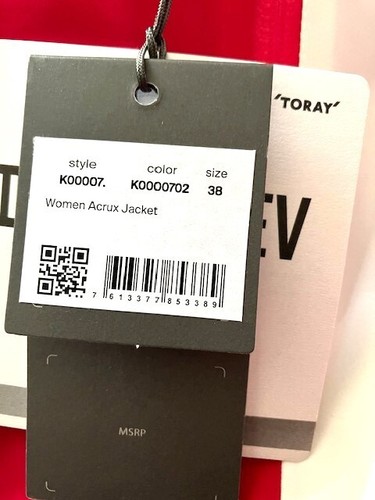 'TORAY'
style color size
K00007. K0000702 38
Women Acrux Jacket
EV
7 613377 853389
MSRP